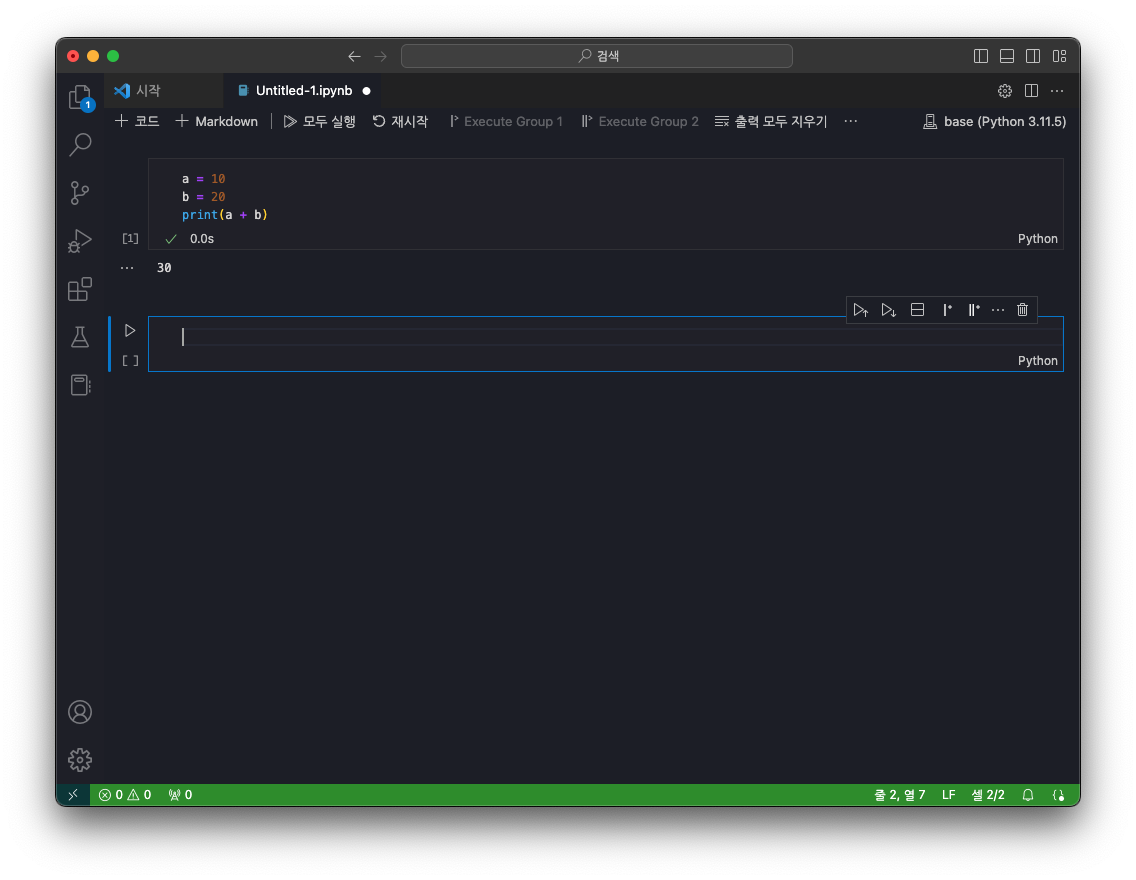 검색
시작
Untitled-1.ipynb
1
코드 Markdown 모두 실행 재시작 Execute Group 1 Execute Group 2 출력 모두 지우기 ... base (Python 3.11.5)
a = 10
b = 20
print(a + b)
[1] 0.0s Python
... 30
[ ] Python
0 0 0 줄 2, 열 7 LF 셀 2/2